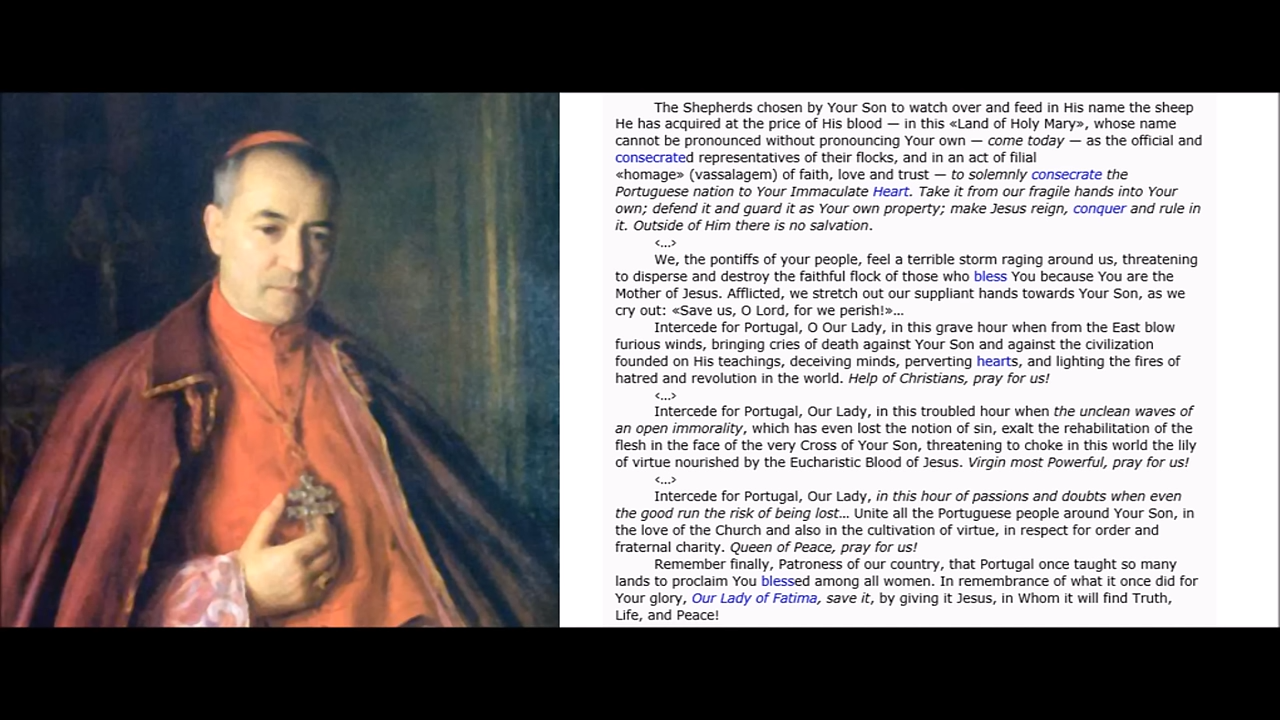 The Shepherds chosen by Your Son to watch over and feed in His name the sheep
He has acquired at the price of His blood — in this «Land of Holy Mary», whose name
cannot be pronounced without pronouncing Your own — come today — as the official and
consecrated representatives of their flocks, and in an act of filial
«homage» (vassalagem) of faith, love and trust — to solemnly consecrate the
Portuguese nation to Your Immaculate Heart. Take it from our fragile hands into Your
own; defend it and guard it as Your own property; make Jesus reign, conquer and rule in
it. Outside of Him there is no salvation.
<...>
We, the pontiffs of your people, feel a terrible storm raging around us, threatening
to disperse and destroy the faithful flock of those who bless You because You are the
Mother of Jesus. Afflicted, we stretch out our suppliant hands towards Your Son, as we
cry out: «Save us, O Lord, for we perish!»...
Intercede for Portugal, O Our Lady, in this grave hour when from the East blow
furious winds, bringing cries of death against Your Son and against the civilization
founded on His teachings, deceiving minds, perverting hearts, and lighting the fires of
hatred and revolution in the world. Help of Christians, pray for us!
<...>
Intercede for Portugal, Our Lady, in this troubled hour when the unclean waves of
an open immorality, which has even lost the notion of sin, exalt the rehabilitation of the
flesh in the face of the very Cross of Your Son, threatening to choke in this world the lily
of virtue nourished by the Eucharistic Blood of Jesus. Virgin most Powerful, pray for us!
<...>
Intercede for Portugal, Our Lady, in this hour of passions and doubts when even
the good run the risk of being lost... Unite all the Portuguese people around Your Son, in
the love of the Church and also in the cultivation of virtue, in respect for order and
fraternal charity. Queen of Peace, pray for us!
Remember finally, Patroness of our country, that Portugal once taught so many
lands to proclaim You blessed among all women. In remembrance of what it once did for
Your glory, Our Lady of Fatima, save it, by giving it Jesus, in Whom it will find Truth,
Life, and Peace!